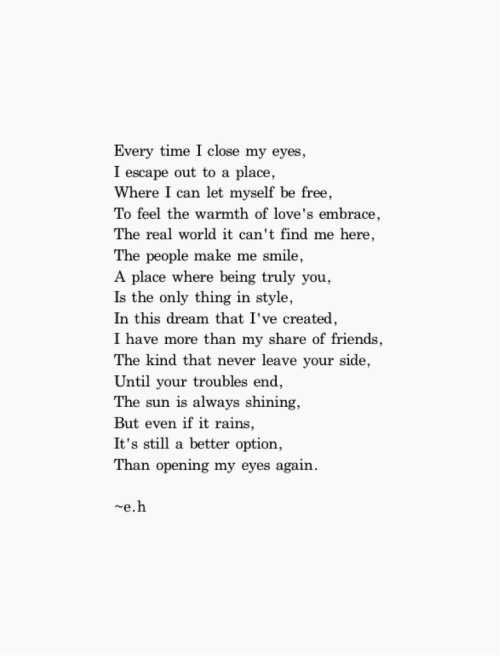 Every time I close my eyes,
I escape out to a place,
Where I can let myself be free,
To feel the warmth of love's embrace,
The real world it can't find me here,
The people make me smile,
A place where being truly you,
Is the only thing in style,
In this dream that I've created,
I have more than my share of friends,
The kind that never leave your side,
Until your troubles end,
The sun is always shining,
But even if it rains,
It's still a better option,
Than opening my eyes again.
~e.h